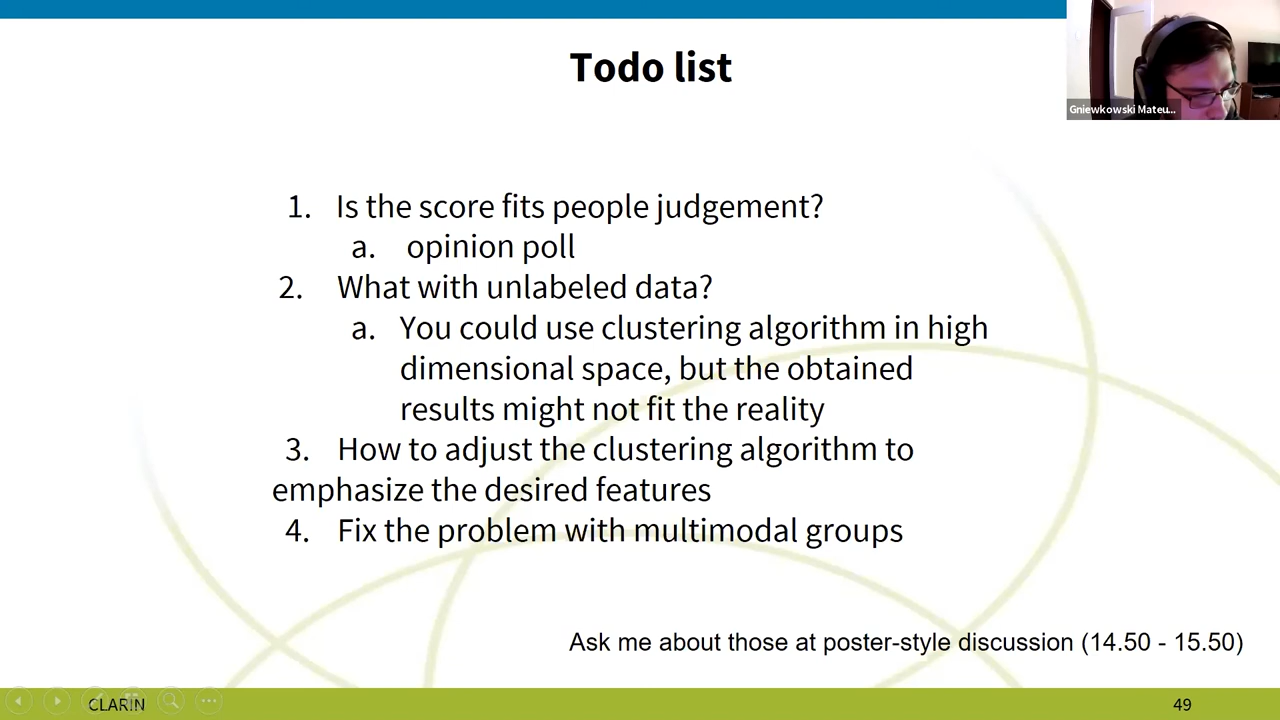 Todo list
Gniewkowski Mateu...
1. Is the score fits people judgement?
a. opinion poll
2. What with unlabeled data?
a. You could use clustering algorithm in high
dimensional space, but the obtained
results might not fit the reality
3. How to adjust the clustering algorithm to
emphasize the desired features
4. Fix the problem with multimodal groups
Ask me about those at poster-style discussion (14.50 - 15.50)
CLARIN
49